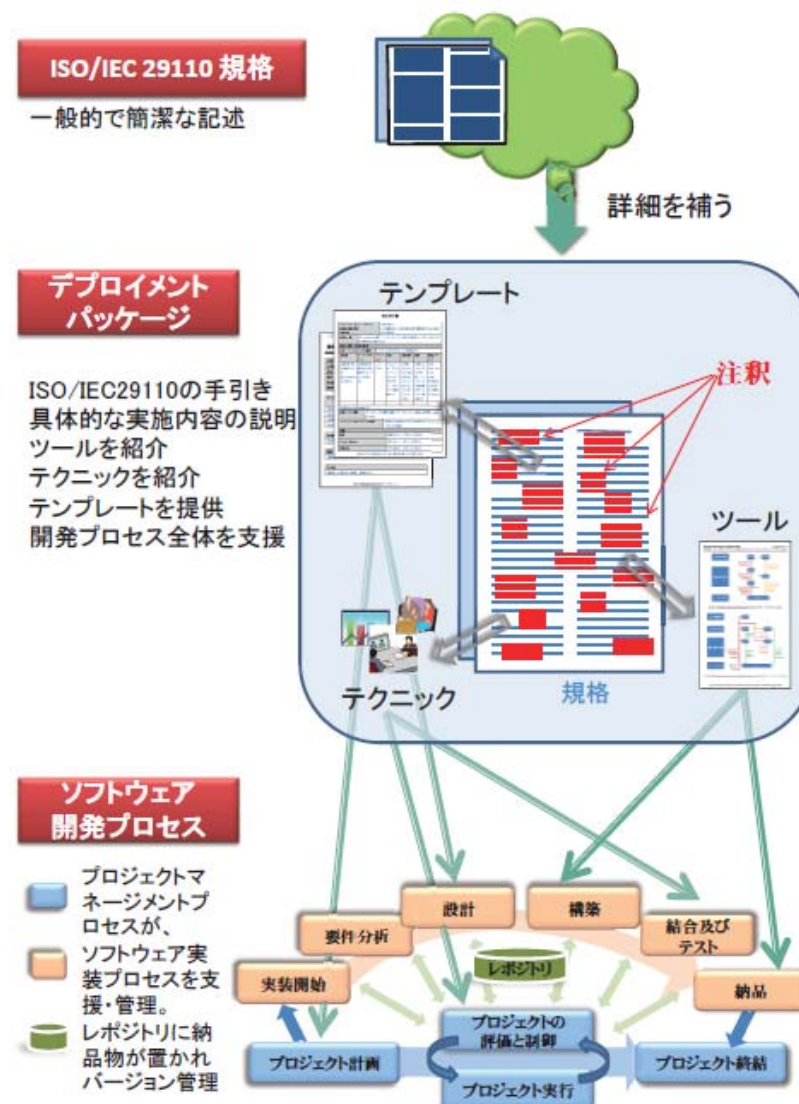 ISO/IEC 29110 規格
一般的で簡潔な記述
詳細を補う
デプロイメント
パッケージ
ISO/IEC29110の手引き
具体的な実施内容の説明
ツールを紹介
テクニックを紹介
テンプレートを提供
開発プロセス全体を支援
テンプレート
注釈
ツール
テクニック
規格
ソフトウェア
開発プロセス
プロジェクトマ
ネージメントプ
ロセスが、
ソフトウェア実
装プロセスを支
援・管理。
レポジトリに納
品物が置かれ
バージョン管理
設計
構築
要件分析
結合及び
テスト
レポジトリ
実装開始
納品
プロジェクトの
評価と制御
プロジェクト計画
プロジェクト終結
プロジェクト実行